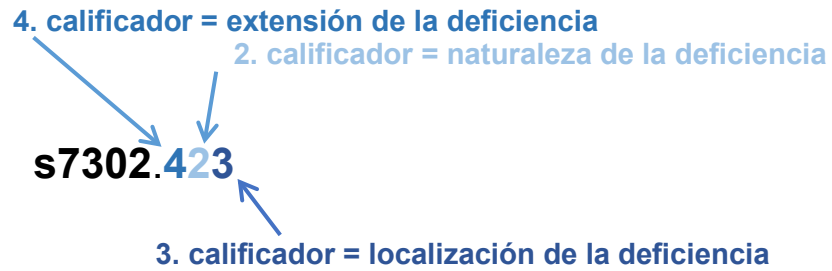 4. calificador = extensión de la deficiencia
2. calificador = naturaleza de la deficiencia
s7302.423
3. calificador = localización de la deficiencia